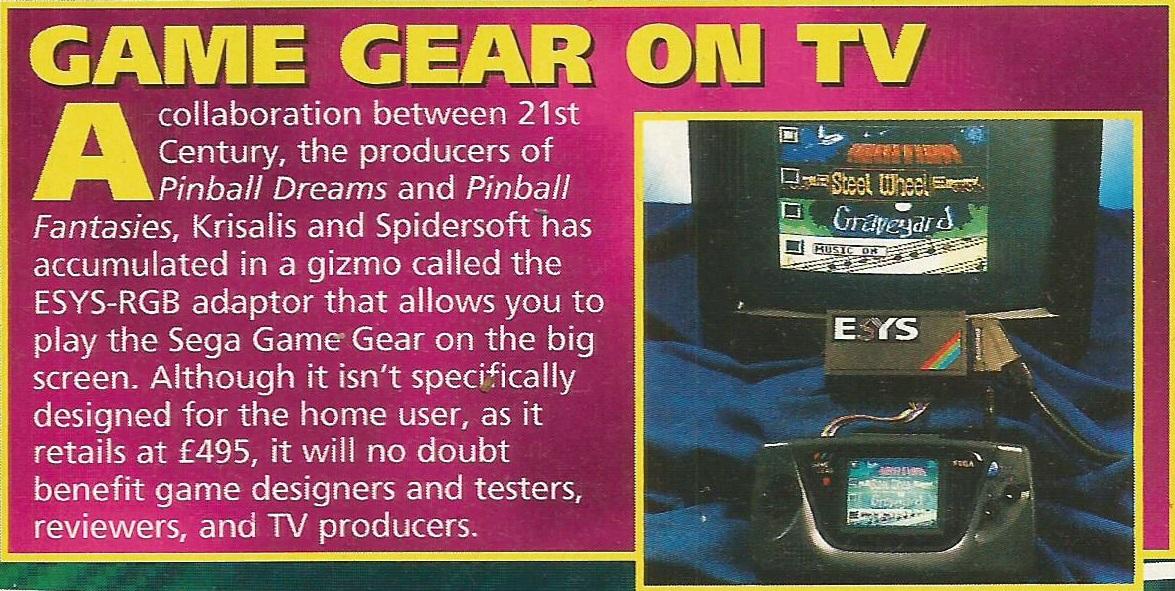 GAME GEAR ON TV
A collaboration between 21st
Century, the producers of
Pinball Dreams and Pinball
Fantasies, Krisalis and Spidersoft has
accumulated in a gizmo called the
ESYS-RGB adaptor that allows you to
play the Sega Game Gear on the big
screen. Although it isn't specifically
designed for the home user, as it
retails at £495, it will no doubt
benefit game designers and testers,
reviewers, and TV producers.
Steel Wheel
Graveyard
MUSIC ON
ESYS
SEGA
Graveyard